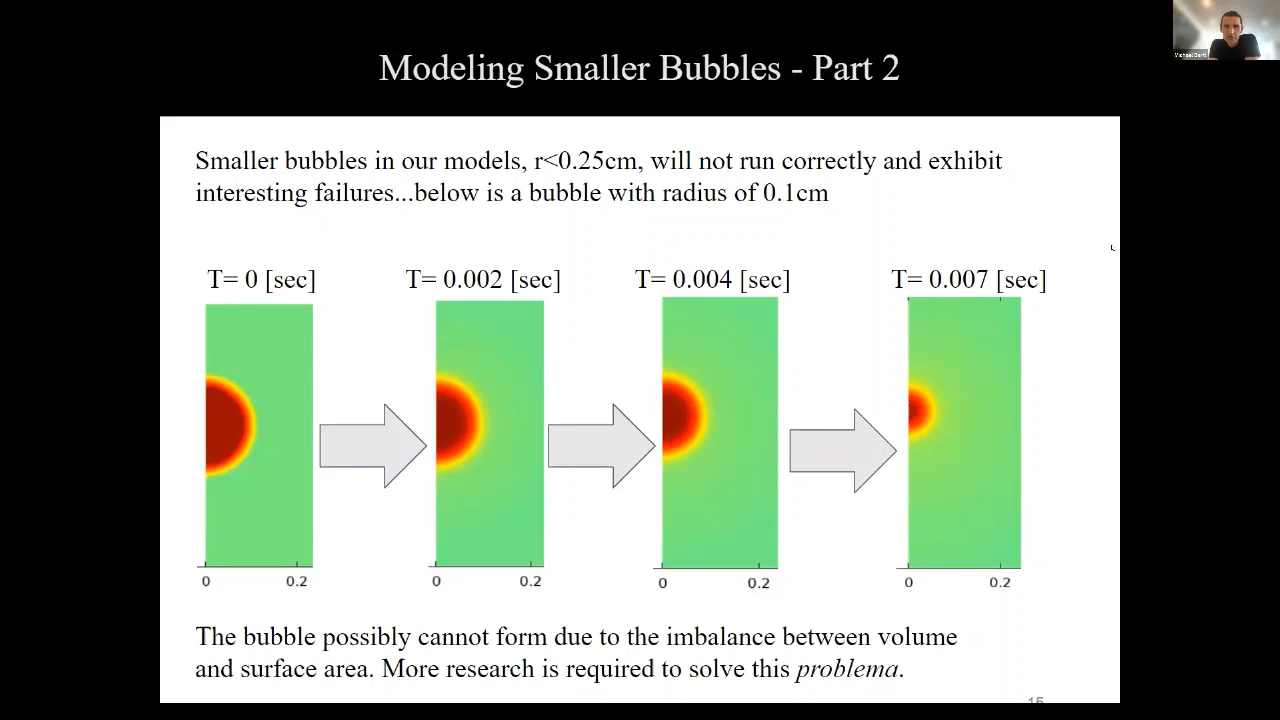 Modeling Smaller Bubbles - Part 2
Smaller bubbles in our models, r<0.25cm, will not run correctly and exhibit
interesting failures...below is a bubble with radius of 0.1cm
T= 0 [sec] T= 0.002 [sec] T= 0.004 [sec] T= 0.007 [sec]
0 0.2 0 0.2 0 0.2 0 0.2
The bubble possibly cannot form due to the imbalance between volume
and surface area. More research is required to solve this problema.
15